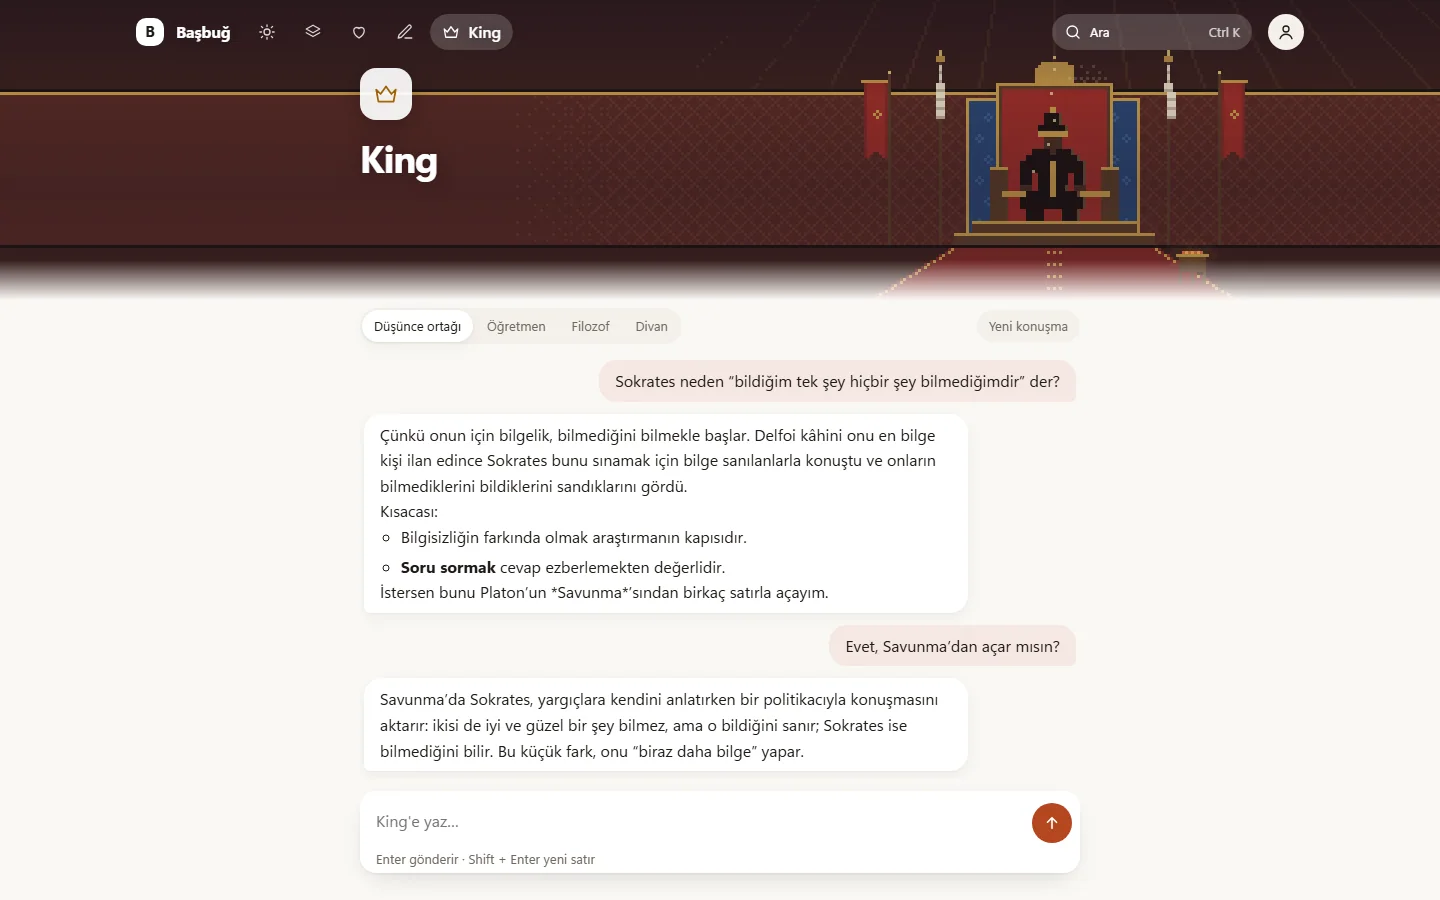 B Başbuğ King Ara Ctrl K
King
Düşünce ortağı Öğretmen Filozof Divan Yeni konuşma
Sokrates neden “bildiğim tek şey hiçbir şey bilmediğimdir” der?
Çünkü onun için bilgelik, bilmediğini bilmekle başlar. Delfoi kâhini onu en bilge
kişi ilan edince Sokrates bunu sınamak için bilge sanılanlarla konuştu ve onların
bilmediklerini bildiklerini sandıklarını gördü.
Kısacası:
Bilgisizliğin farkında olmak araştırmanın kapısıdır.
Soru sormak cevap ezberlemekten değerlidir.
İstersen bunu Platon’un *Savunma*’sından birkaç satırla açayım.
Evet, Savunma’dan açar mısın?
Savunma’da Sokrates, yargıçlara kendini anlatırken bir politikacıyla konuşmasını
aktarır: ikisi de iyi ve güzel bir şey bilmez, ama o bildiğini sanır; Sokrates ise
bilmediğini bilir. Bu küçük fark, onu “biraz daha bilge” yapar.
King’e yaz…
Enter gönderir · Shift + Enter yeni satır